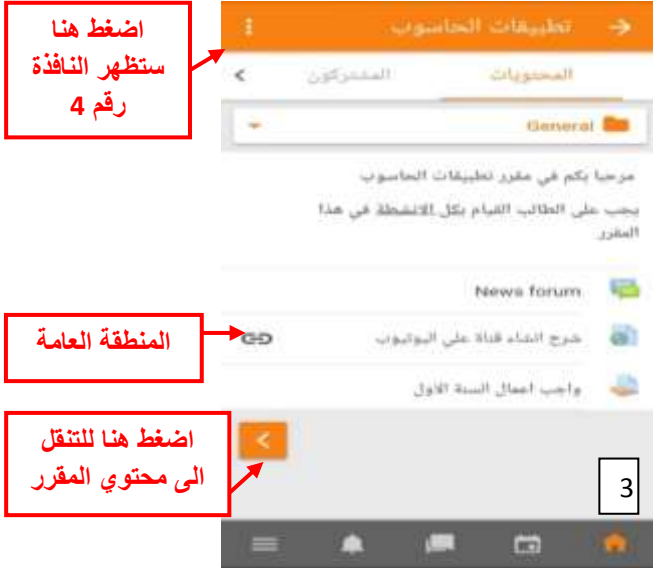 اضغط هنا
ستظهر النافذة
رقم 4
تطبيقات الحاسوب
المحتويات
المشتركون
General
مرحبا بكم في مقرر تطبيقات الحاسوب
يجب على الطالب القيام بكل الانشطة في هذا
المقرر
News forum
المنطقة العامة
شرح انشاء قناة على اليوتيوب
واجب اعمال السنة الاول
اضغط هنا للتنقل
الى محتوي المقرر
3